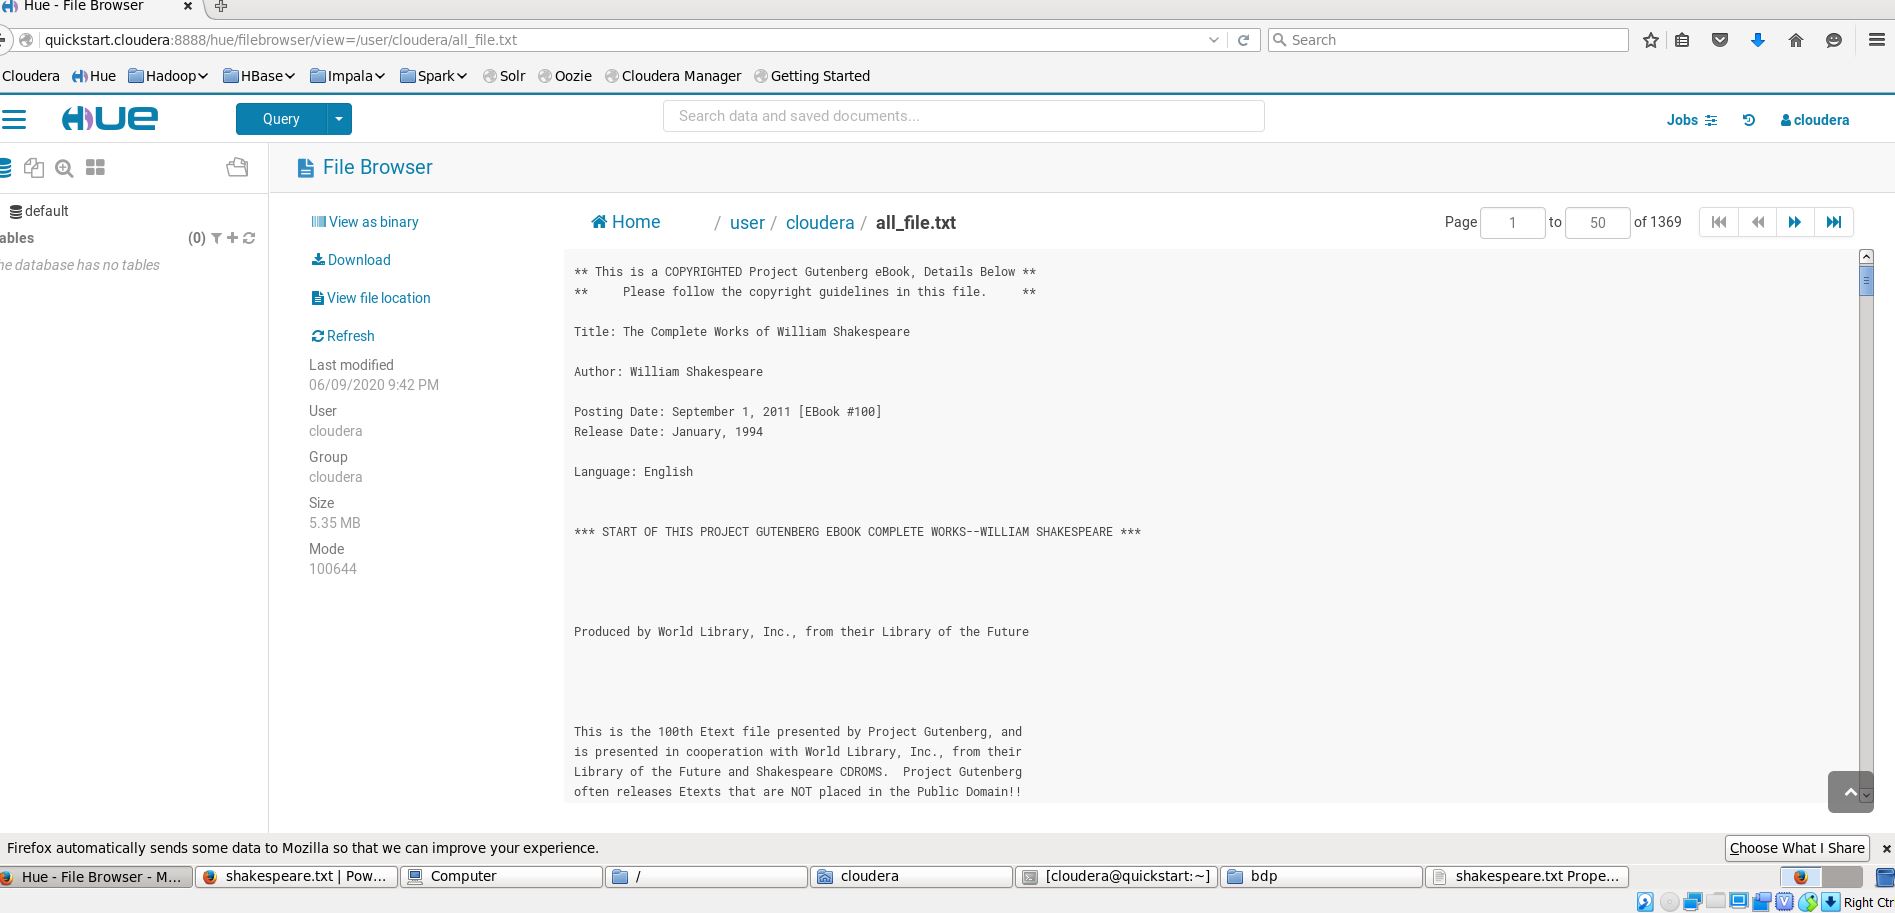 Hue - File Browser
quickstart.cloudera:8888/hue/filebrowser/view=/user/cloudera/all_file.txt
Search
Cloudera Hue Hadoop HBase Impala Spark Solr Oozie Cloudera Manager Getting Started
HUE Query Search data and saved documents... Jobs cloudera
File Browser
default
ables (0)
he database has no tables
View as binary
Download
View file location
Refresh
Last modified
06/09/2020 9:42 PM
User
cloudera
Group
cloudera
Size
5.35 MB
Mode
100644
Home / user / cloudera / all_file.txt
Page 1 to 50 of 1369
** This is a COPYRIGHTED Project Gutenberg eBook, Details Below **
** Please follow the copyright guidelines in this file. **
Title: The Complete Works of William Shakespeare
Author: William Shakespeare
Posting Date: September 1, 2011 [EBook #100]
Release Date: January, 1994
Language: English
*** START OF THIS PROJECT GUTENBERG EBOOK COMPLETE WORKS--WILLIAM SHAKESPEARE ***
Produced by World Library, Inc., from their Library of the Future
This is the 100th Etext file presented by Project Gutenberg, and
is presented in cooperation with World Library, Inc., from their
Library of the Future and Shakespeare CDROMS. Project Gutenberg
often releases Etexts that are NOT placed in the Public Domain!!
Firefox automatically sends some data to Mozilla so that we can improve your experience.
Choose What I Share
Hue - File Browser - M... shakespeare.txt | Pow... Computer / cloudera [cloudera@quickstart:~] bdp shakespeare.txt Prope...
Right Ctr